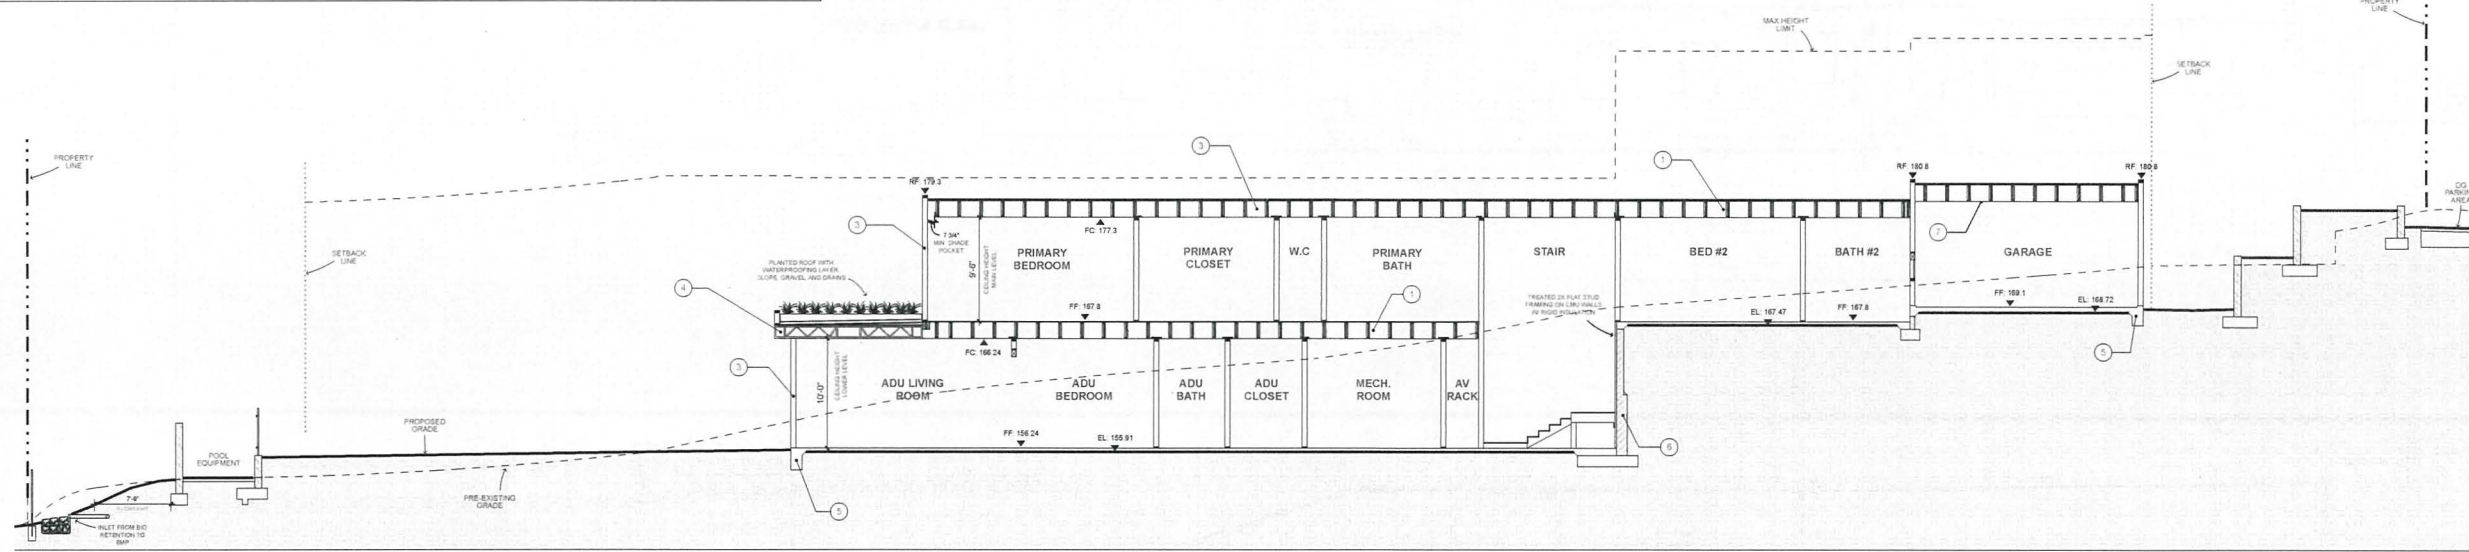 PROPERTY
LINE
MAX HEIGHT
LIMIT
SETBACK
LINE
PROPERTY
LINE
SETBACK
LINE
3
1
RF: 179.3
RF: 180.8
RF: 180.8
DG
AREA
3
7 3/4"
MIN. SHADE
POCKET
FC: 177.3
7
PRIMARY
BEDROOM
PRIMARY
CLOSET
W.C
PRIMARY
BATH
STAIR
BED #2
BATH #2
GARAGE
9'-6"
CEILING HEIGHT
MAIN LEVEL
PLANTED ROOF WITH
WATERPROOFING LAYER,
SLOPE, GRAVEL AND DRAINS
4
1
TREATED 2X FLAT STUD
FRAMING ON CMU WALLS
W/ RIGID INSULATION
FF: 167.8
EL: 167.47
FF: 167.8
FF: 169.1
EL: 168.72
FC: 166.24
5
3
10'-0"
CEILING HEIGHT
LOWER LEVEL
ADU LIVING
ROOM
ADU
BEDROOM
ADU
BATH
ADU
CLOSET
MECH.
ROOM
AV
RACK
PROPOSED
GRADE
FF: 156.24
EL: 155.91
6
POOL
EQUIPMENT
PRE-EXISTING
GRADE
5
INLET FROM BIO
RETENTION TO
BMP